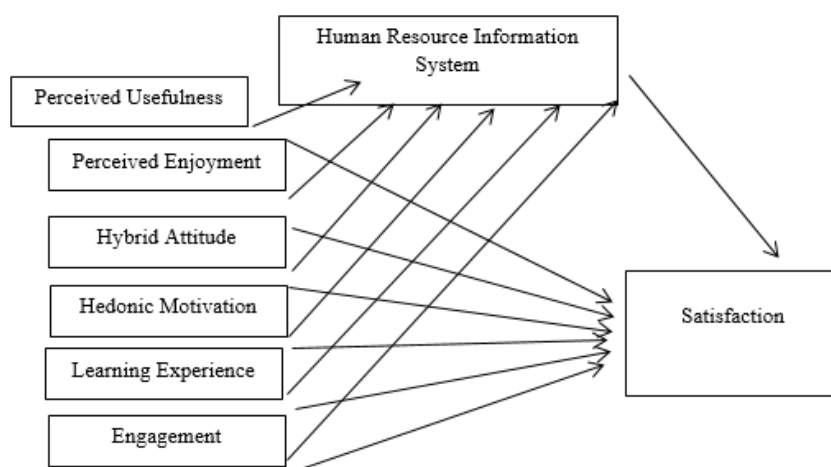 Human Resource Information
System
Perceived Usefulness
Perceived Enjoyment
Hybrid Attitude
Hedonic Motivation
Satisfaction
Learning Experience
Engagement